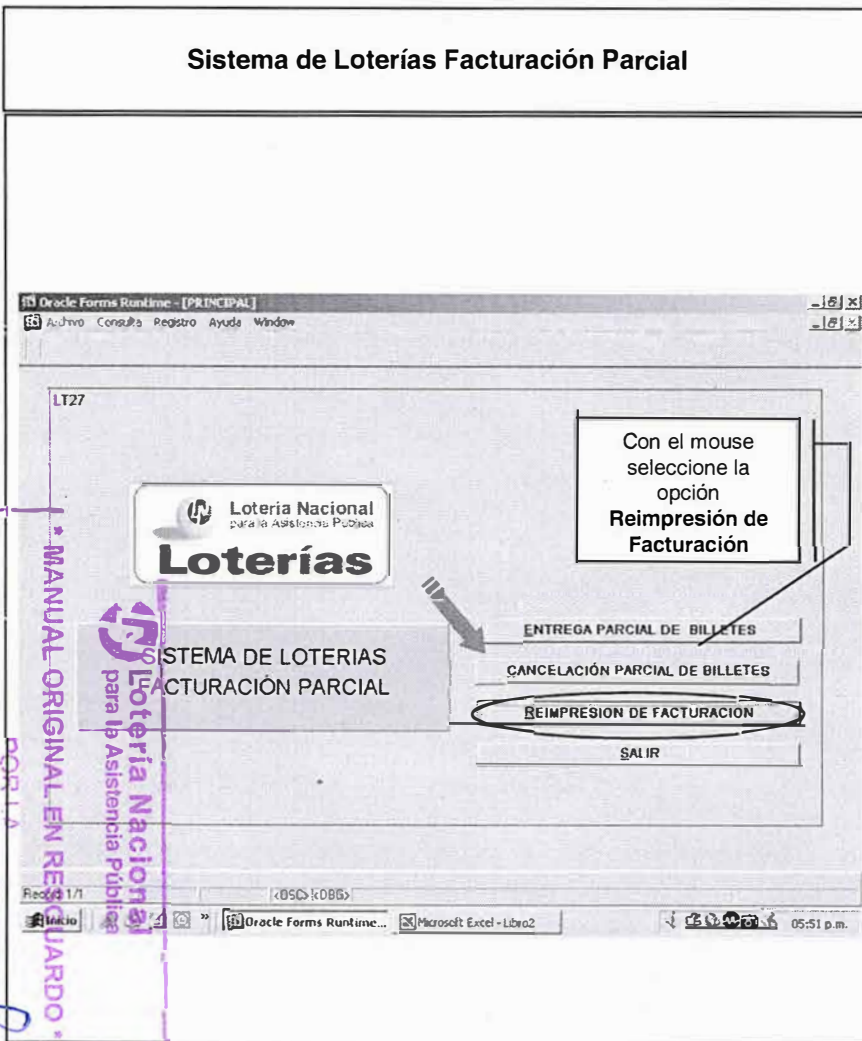 Sistema de Loterías Facturación Parcial
Oracle Forms Runtime - [PRINCIPAL]
Archivo Consulta Registro Ayuda Window
LT27
Con el mouse
seleccione la
opción
Reimpresión de
Facturación
Lotería Nacional
para la Asistencia Pública
Loterías
SISTEMA DE LOTERIAS
FACTURACIÓN PARCIAL
ENTREGA PARCIAL DE BILLETES
CANCELACIÓN PARCIAL DE BILLETES
REIMPRESION DE FACTURACION
SALIR
Record: 1/1
<OSC> <DBG>
Inicio
Oracle Forms Runtime...
Microsoft Excel - Libro2
05:51 p.m.
Lotería Nacional
para la Asistencia Pública
* MANUAL ORIGINAL EN RESGUARDO *
POR LA